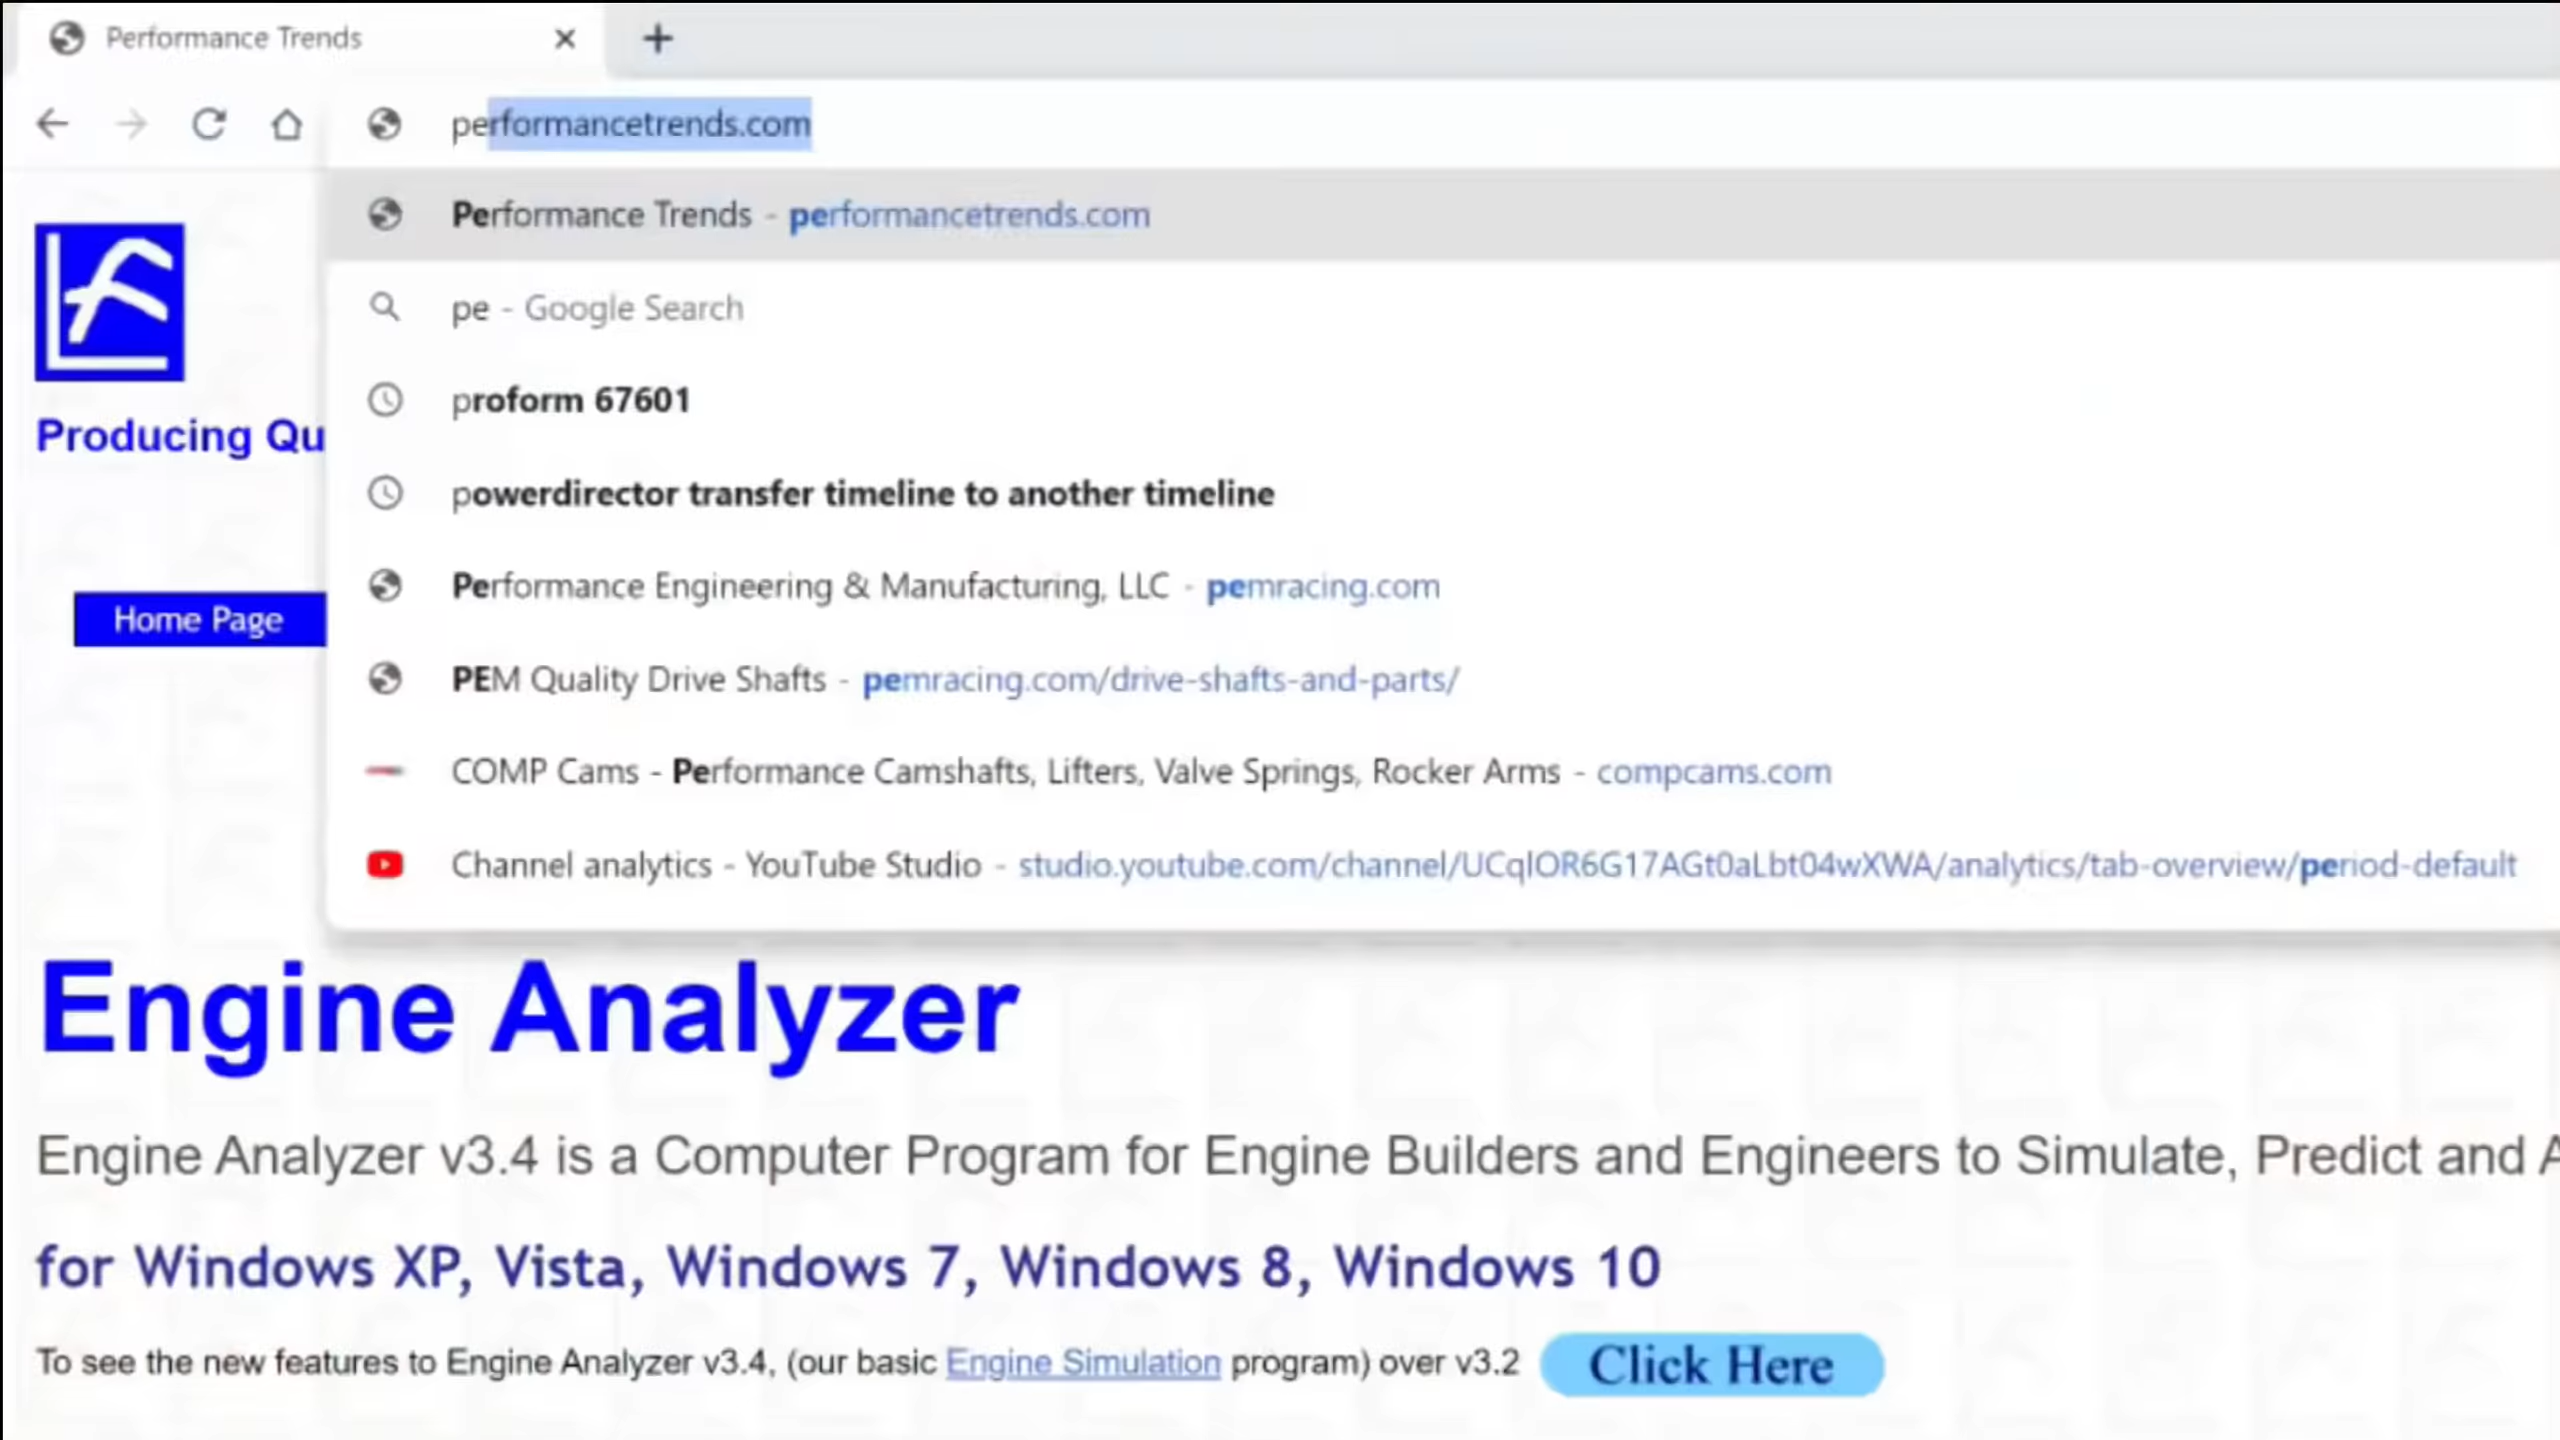 Performance Trends
performancetrends.com
Performance Trends - performancetrends.com
pe - Google Search
proform 67601
Producing Qu
powerdirector transfer timeline to another timeline
Performance Engineering & Manufacturing, LLC - pemracing.com
Home Page
PEM Quality Drive Shafts - pemracing.com/drive-shafts-and-parts/
COMP Cams - Performance Camshafts, Lifters, Valve Springs, Rocker Arms - compcams.com
Channel analytics - YouTube Studio - studio.youtube.com/channel/UCqlOR6G17AGt0aLbt04wXWA/analytics/tab-overview/period-default
Engine Analyzer
Engine Analyzer v3.4 is a Computer Program for Engine Builders and Engineers to Simulate, Predict and A
for Windows XP, Vista, Windows 7, Windows 8, Windows 10
To see the new features to Engine Analyzer v3.4, (our basic Engine Simulation program) over v3.2 Click Here